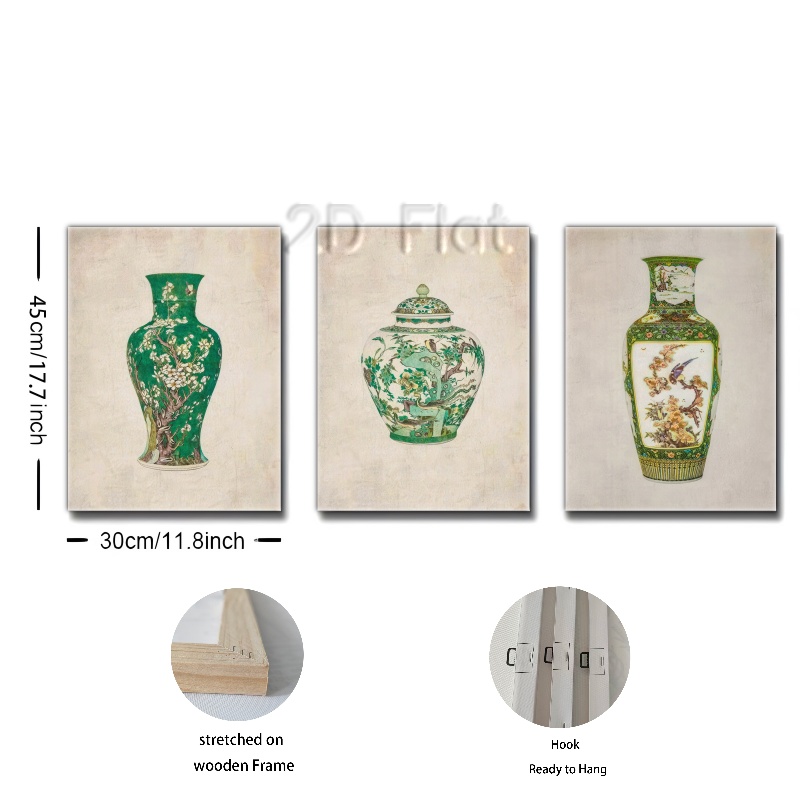 2D Flat
45cm/17.7inch
30cm/11.8inch
stretched on
wooden Frame
Hook
Ready to Hang